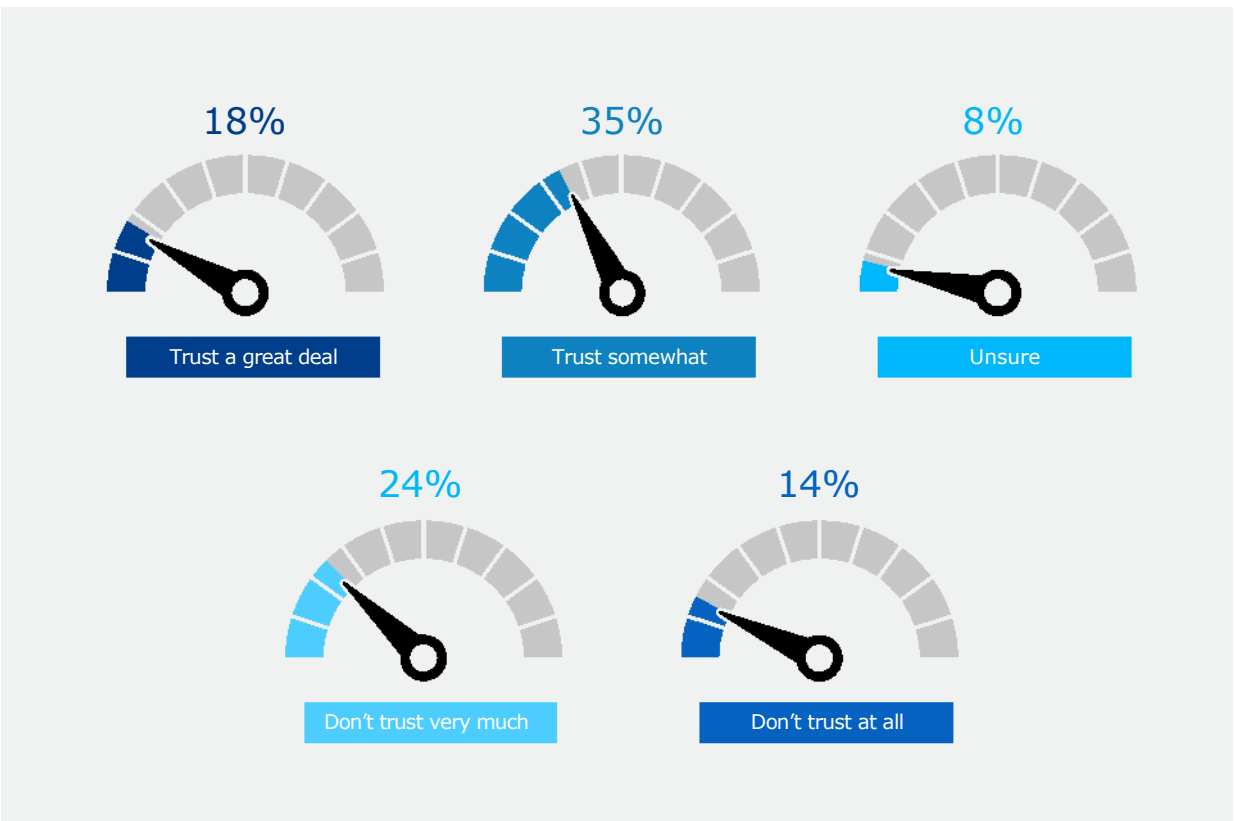 18%
35%
8%
Trust a great deal
Trust somewhat
Unsure
24%
14%
Don’t trust very much
Don’t trust at all